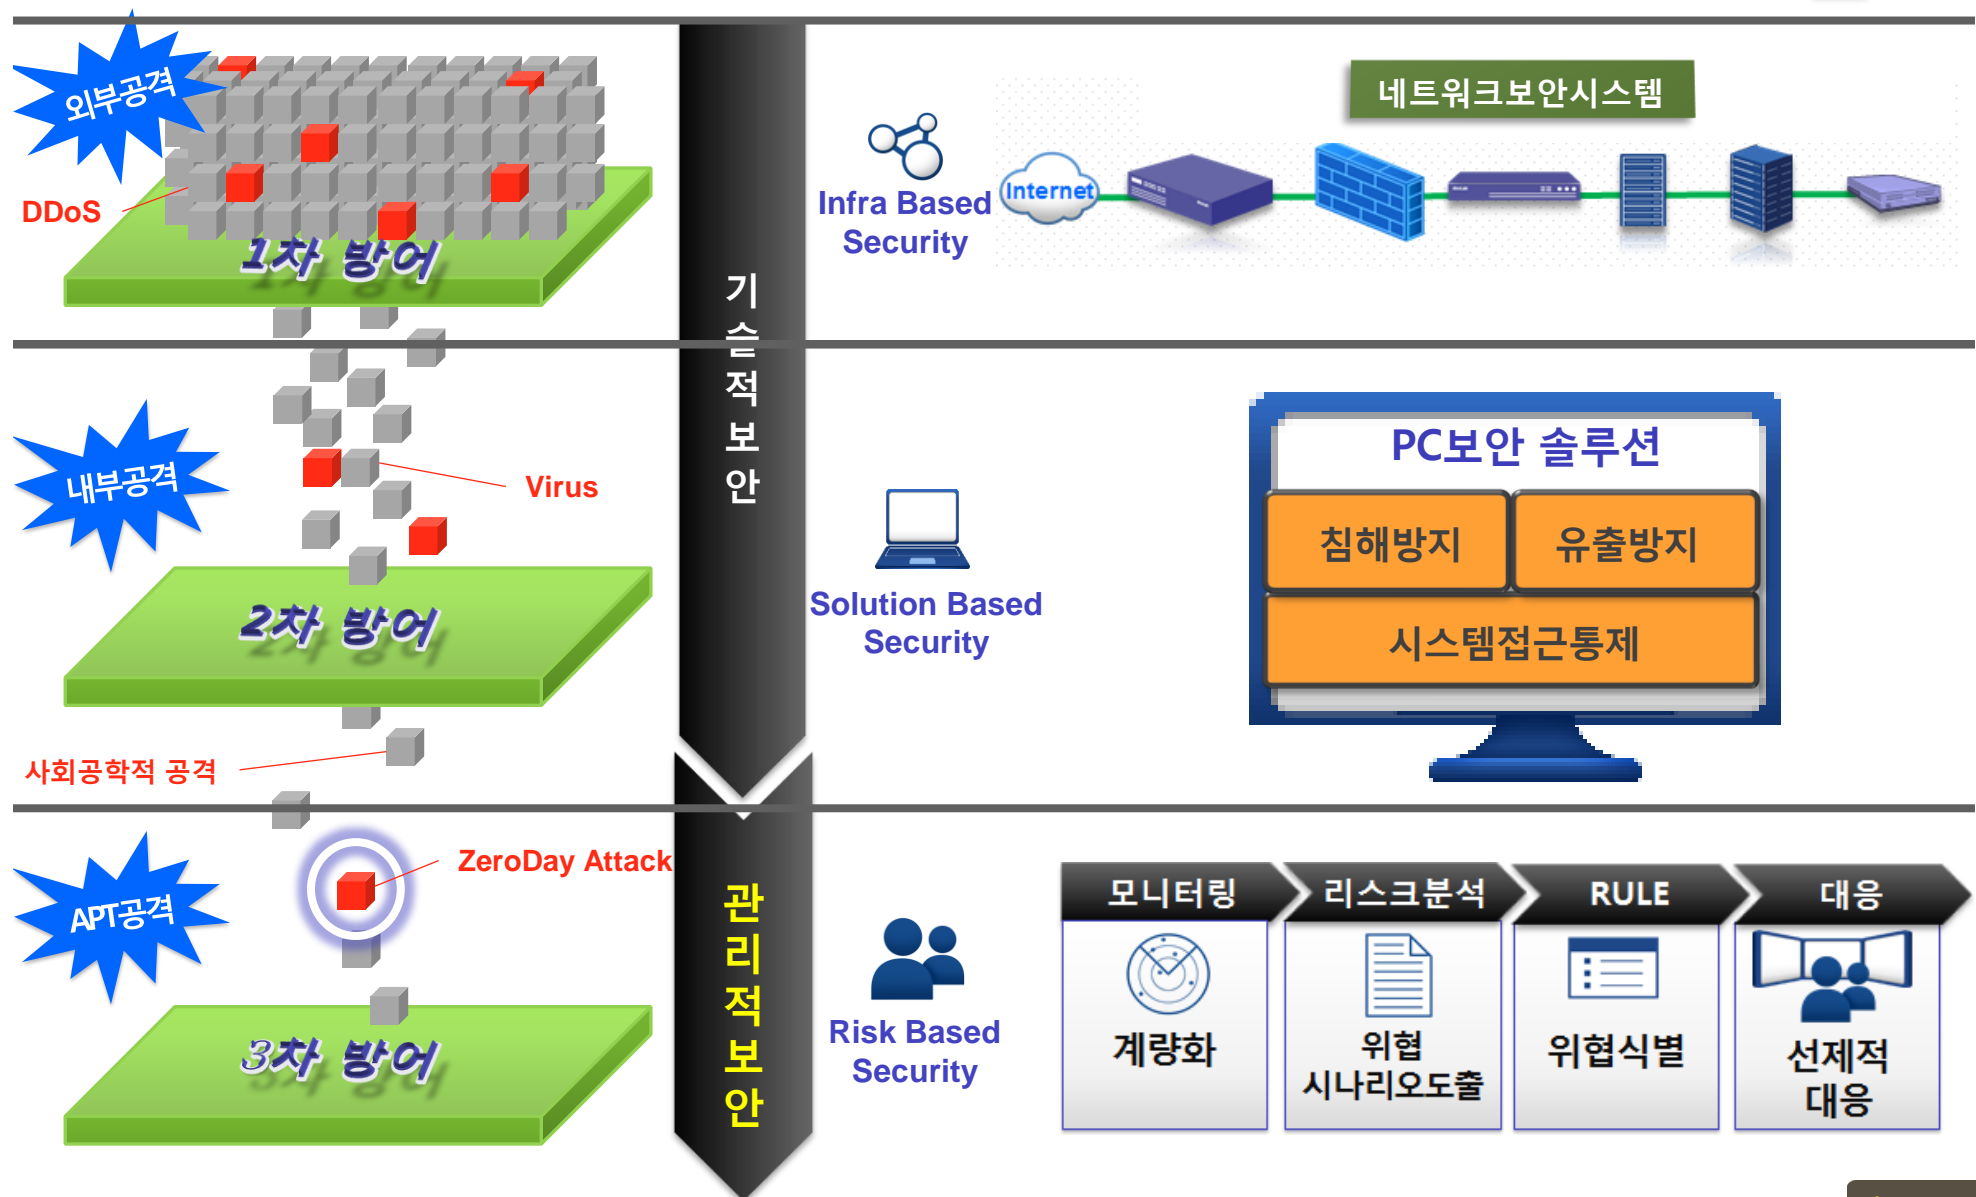 외부공격
DDoS
1차 방어
기술적보안
Infra Based
Security
네트워크보안시스템
Internet
내부공격
Virus
2차 방어
사회공학적 공격
Solution Based
Security
PC보안 솔루션
침해방지
유출방지
시스템접근통제
APT공격
ZeroDay Attack
3차 방어
관리적보안
Risk Based
Security
모니터링
리스크분석
RULE
대응
계량화
위협
시나리오도출
위협식별
선제적
대응